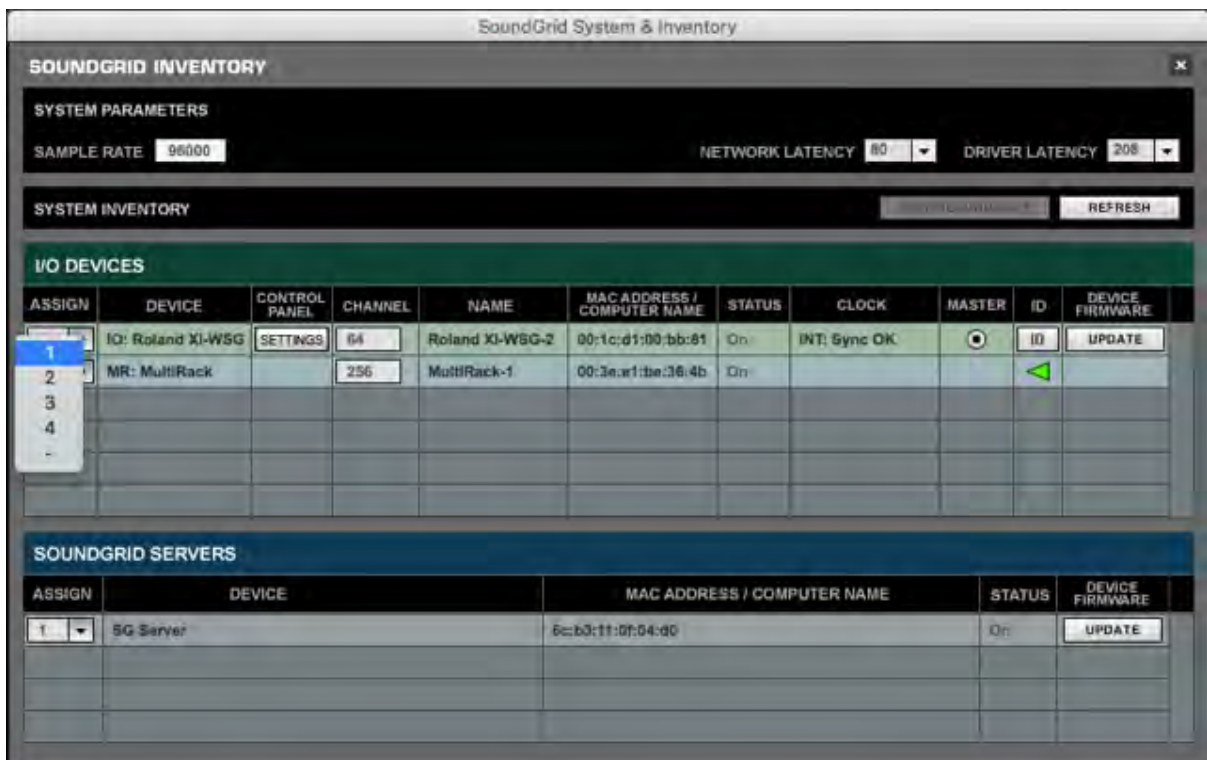 SoundGrid System & Inventory
SOUNDGRID INVENTORY
SYSTEM PARAMETERS
SAMPLE RATE 96000 NETWORK LATENCY 80 DRIVER LATENCY 208
SYSTEM INVENTORY REFRESH
I/O DEVICES
ASSIGN DEVICE CONTROL PANEL CHANNEL NAME MAC ADDRESS / COMPUTER NAME STATUS CLOCK MASTER ID DEVICE FIRMWARE
IO: Roland XI-WSG SETTINGS 64 Roland XI-WSG-2 00:1c:d1:00:bb:81 On INT: Sync OK ID UPDATE
MR: MultiRack 256 MultiRack-1 00:3e:e1:be:36:4b On
1
2
3
4
-
SOUNDGRID SERVERS
ASSIGN DEVICE MAC ADDRESS / COMPUTER NAME STATUS DEVICE FIRMWARE
1 SG Server 6c:b3:11:0f:04:d0 On UPDATE